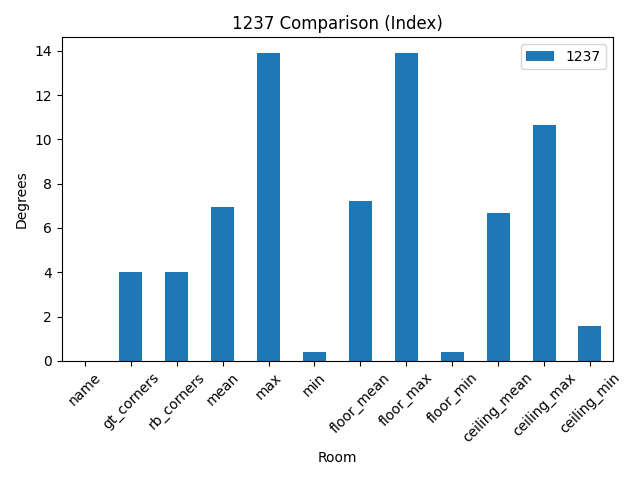 1237 Comparison (Index)
1237
Degrees
14
12
10
8
6
4
2
0
name
gt_corners
rb_corners
mean
max
min
floor_mean
floor_max
floor_min
ceiling_mean
ceiling_max
ceiling_min
Room